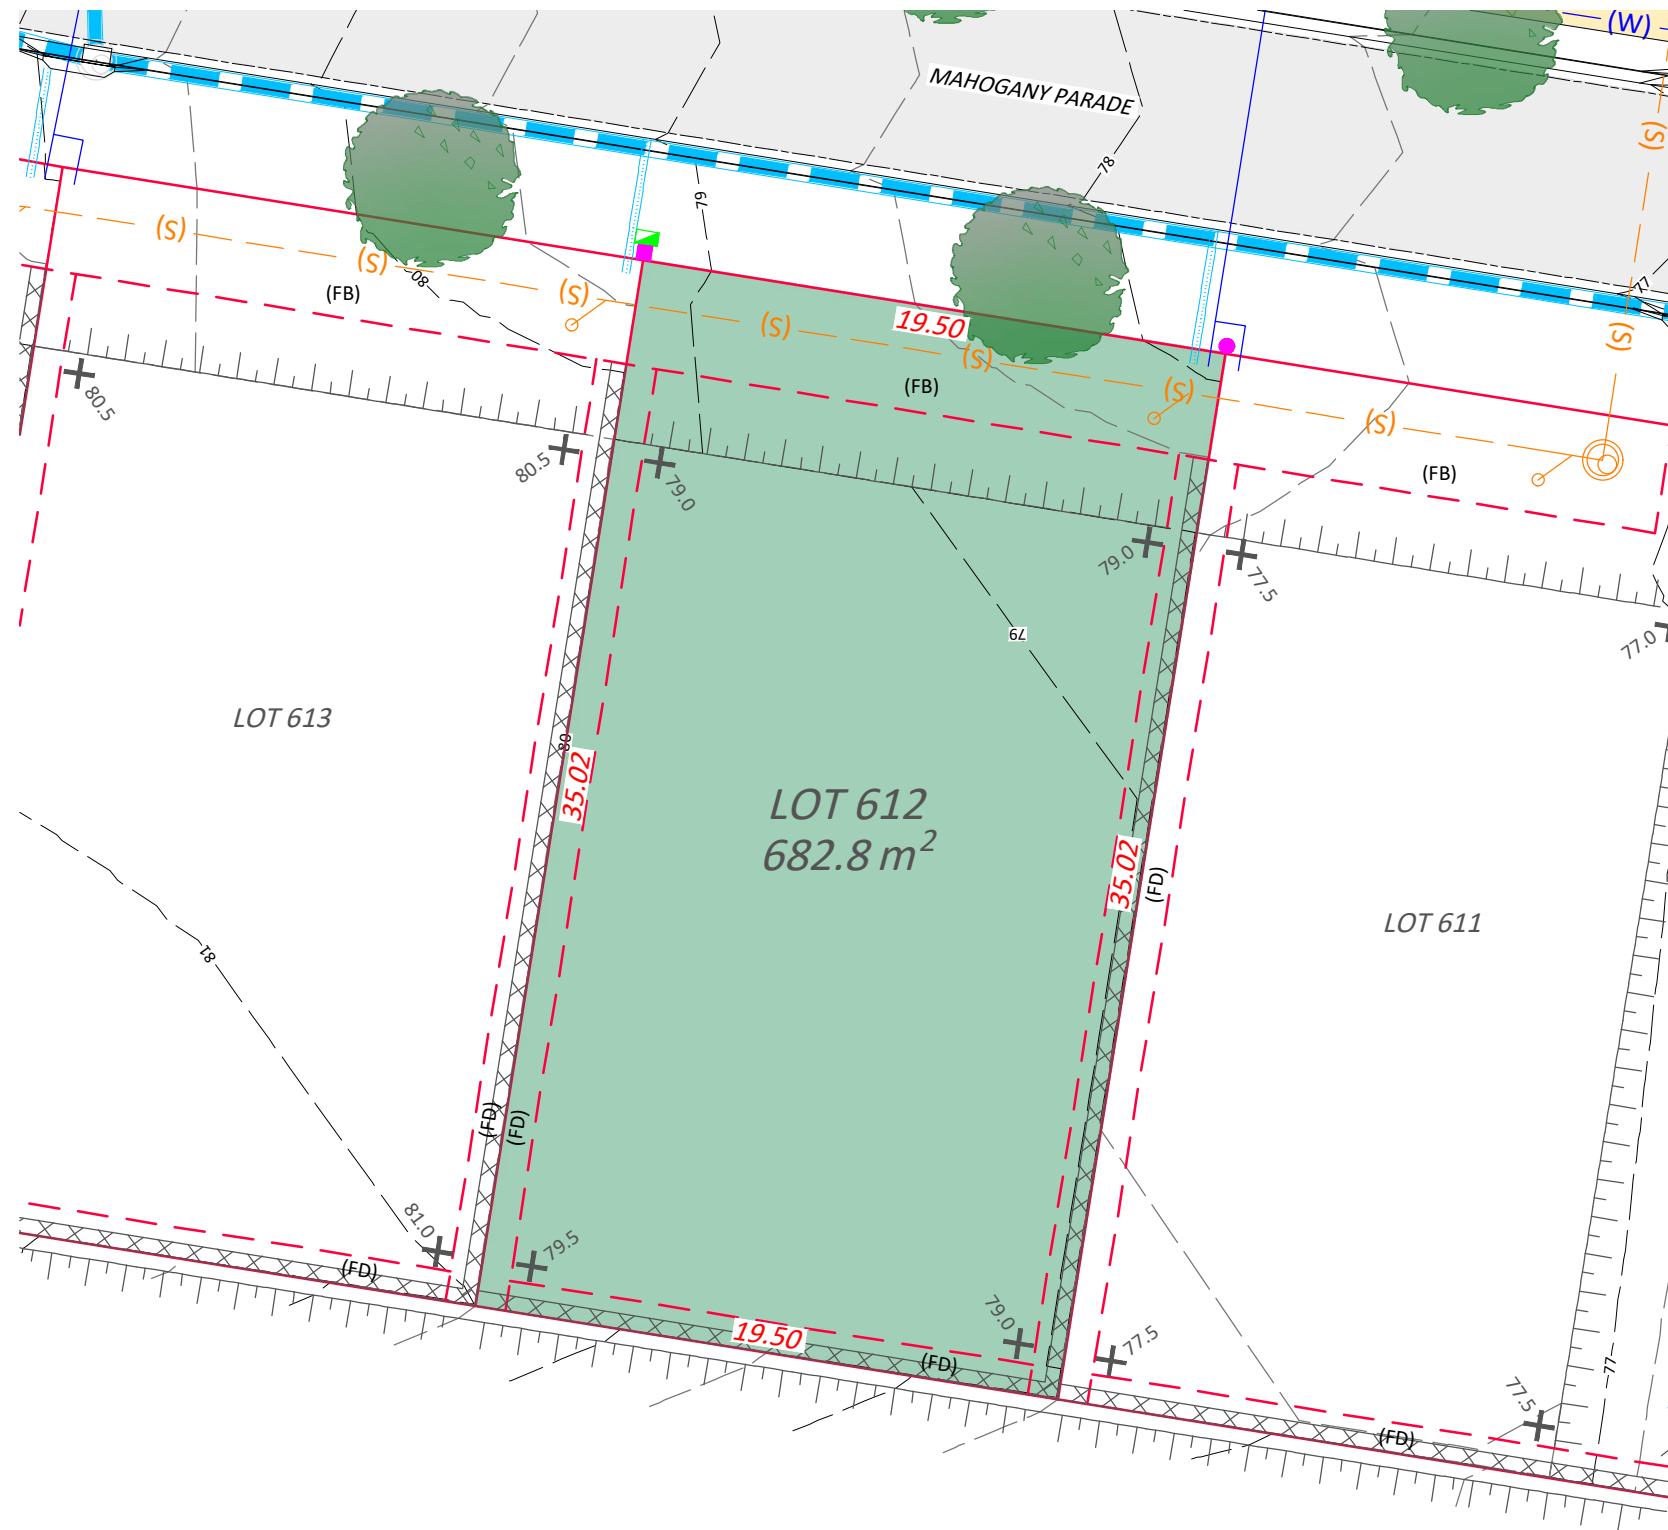 (W)
MAHOGANY PARADE
(S)
78
79
(S)
(S)
80
(FB)
(S)
77
19.50
(S)
(S)
(S)
(FB)
(S)
(S)
(FB)
80.5
80.5
79.0
79.0
77.5
79
77.0
LOT 613
80
35.02
LOT 612
682.8 m²
35.02
(FD)
LOT 611
81
(FD)
(FD)
81.0
79.5
(FD)
19.50
79.0
(FD)
77.5
77
77.5
(FD)